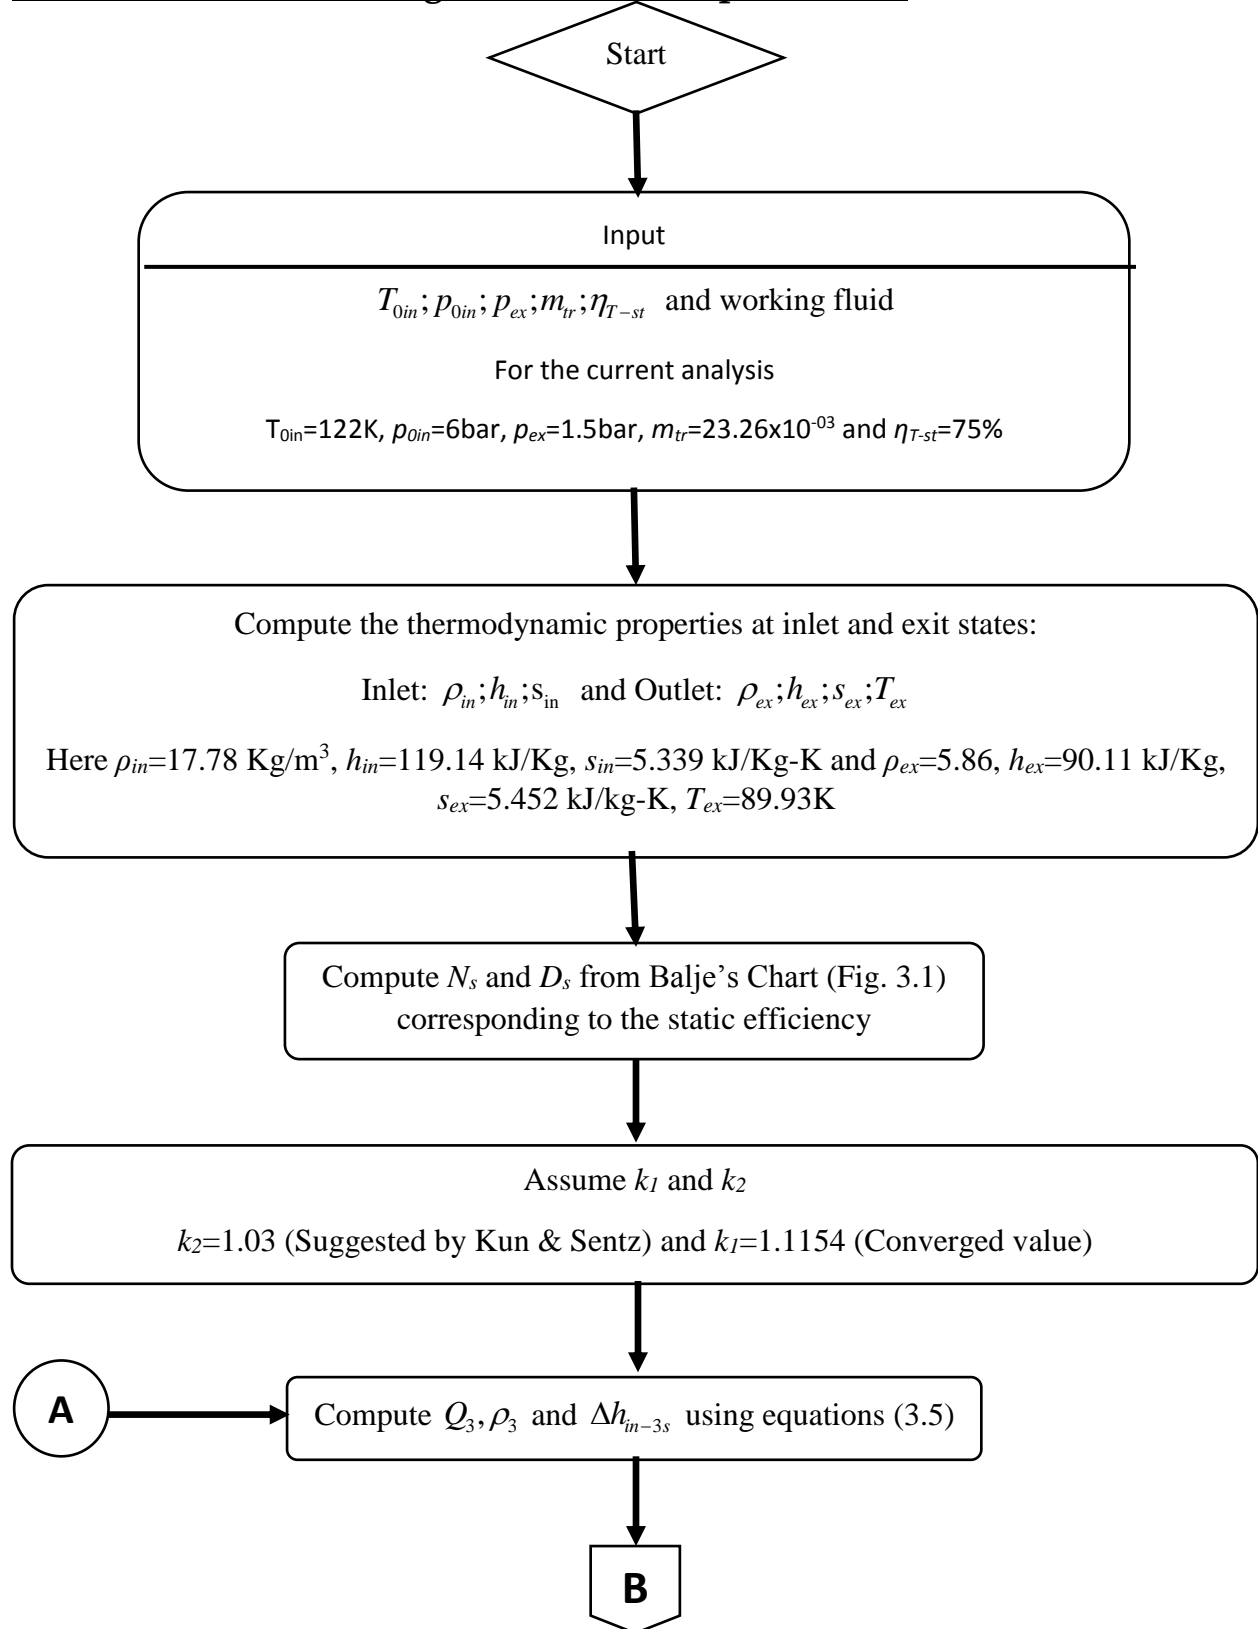 Start
Input
T0in; p0in; pex; mtr; ηT−st and working fluid
For the current analysis
T0in=122K, p0in=6bar, pex=1.5bar, mtr=23.26x10-03 and ηT-st=75%
Compute the thermodynamic properties at inlet and exit states:
Inlet: ρin; hin; sin and Outlet: ρex; hex; sex; Tex
Here ρin=17.78 Kg/m3, hin=119.14 kJ/Kg, sin=5.339 kJ/Kg-K and ρex=5.86, hex=90.11 kJ/Kg,
sex=5.452 kJ/kg-K, Tex=89.93K
Compute Ns and Ds from Balje’s Chart (Fig. 3.1)
corresponding to the static efficiency
Assume k1 and k2
k2=1.03 (Suggested by Kun & Sentz) and k1=1.1154 (Converged value)
A
Compute Q3, ρ3 and Δhin−3s using equations (3.5)
B